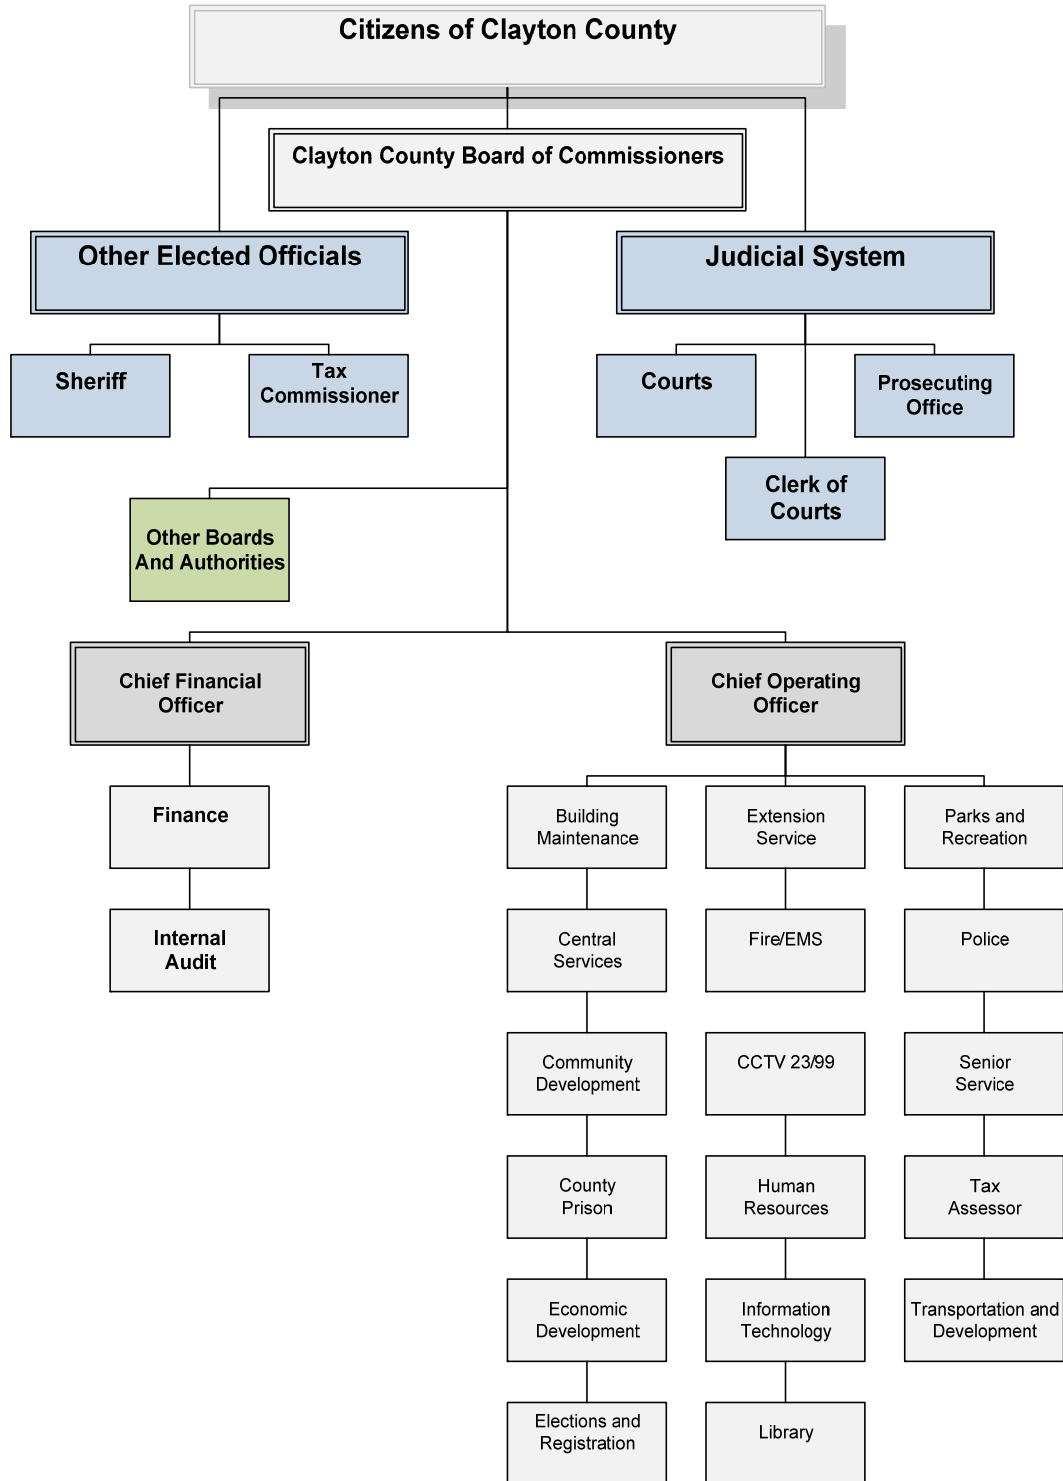 Citizens of Clayton County
Clayton County Board of Commissioners
Other Elected Officials
Judicial System
Sheriff
Tax
Commissioner
Courts
Prosecuting
Office
Clerk of
Courts
Other Boards
And Authorities
Chief Financial
Officer
Chief Operating
Officer
Finance
Internal
Audit
Building
Maintenance
Extension
Service
Parks and
Recreation
Central
Services
Fire/EMS
Police
Community
Development
CCTV 23/99
Senior
Service
County
Prison
Human
Resources
Tax
Assessor
Economic
Development
Information
Technology
Transportation and
Development
Elections and
Registration
Library